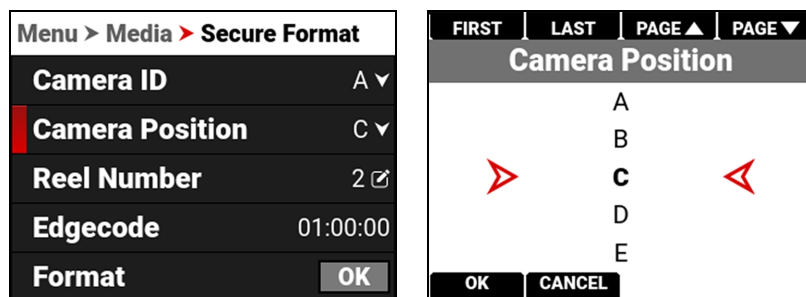 Menu > Media > Secure Format
Camera ID A
Camera Position C
Reel Number 2
Edgecode 01:00:00
Format OK
FIRST LAST PAGE▲ PAGE▼
Camera Position
A
B
C
D
E
OK CANCEL